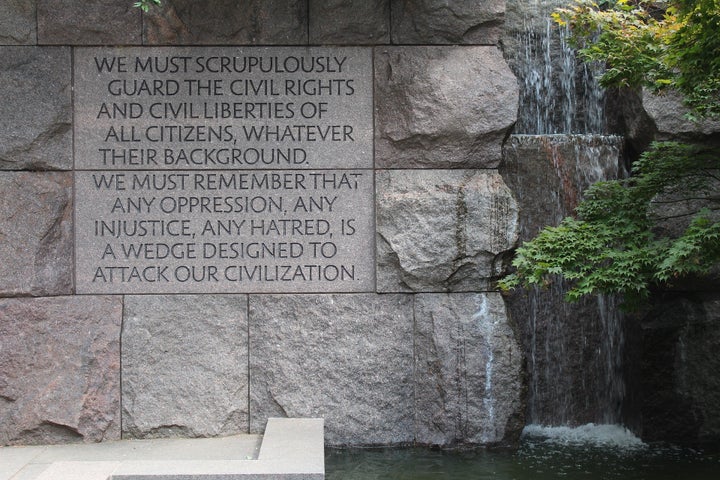 WE MUST SCRUPULOUSLY
GUARD THE CIVIL RIGHTS
AND CIVIL LIBERTIES OF
ALL CITIZENS, WHATEVER
THEIR BACKGROUND.
WE MUST REMEMBER THAT
ANY OPPRESSION, ANY
INJUSTICE, ANY HATRED, IS
A WEDGE DESIGNED TO
ATTACK OUR CIVILIZATION.